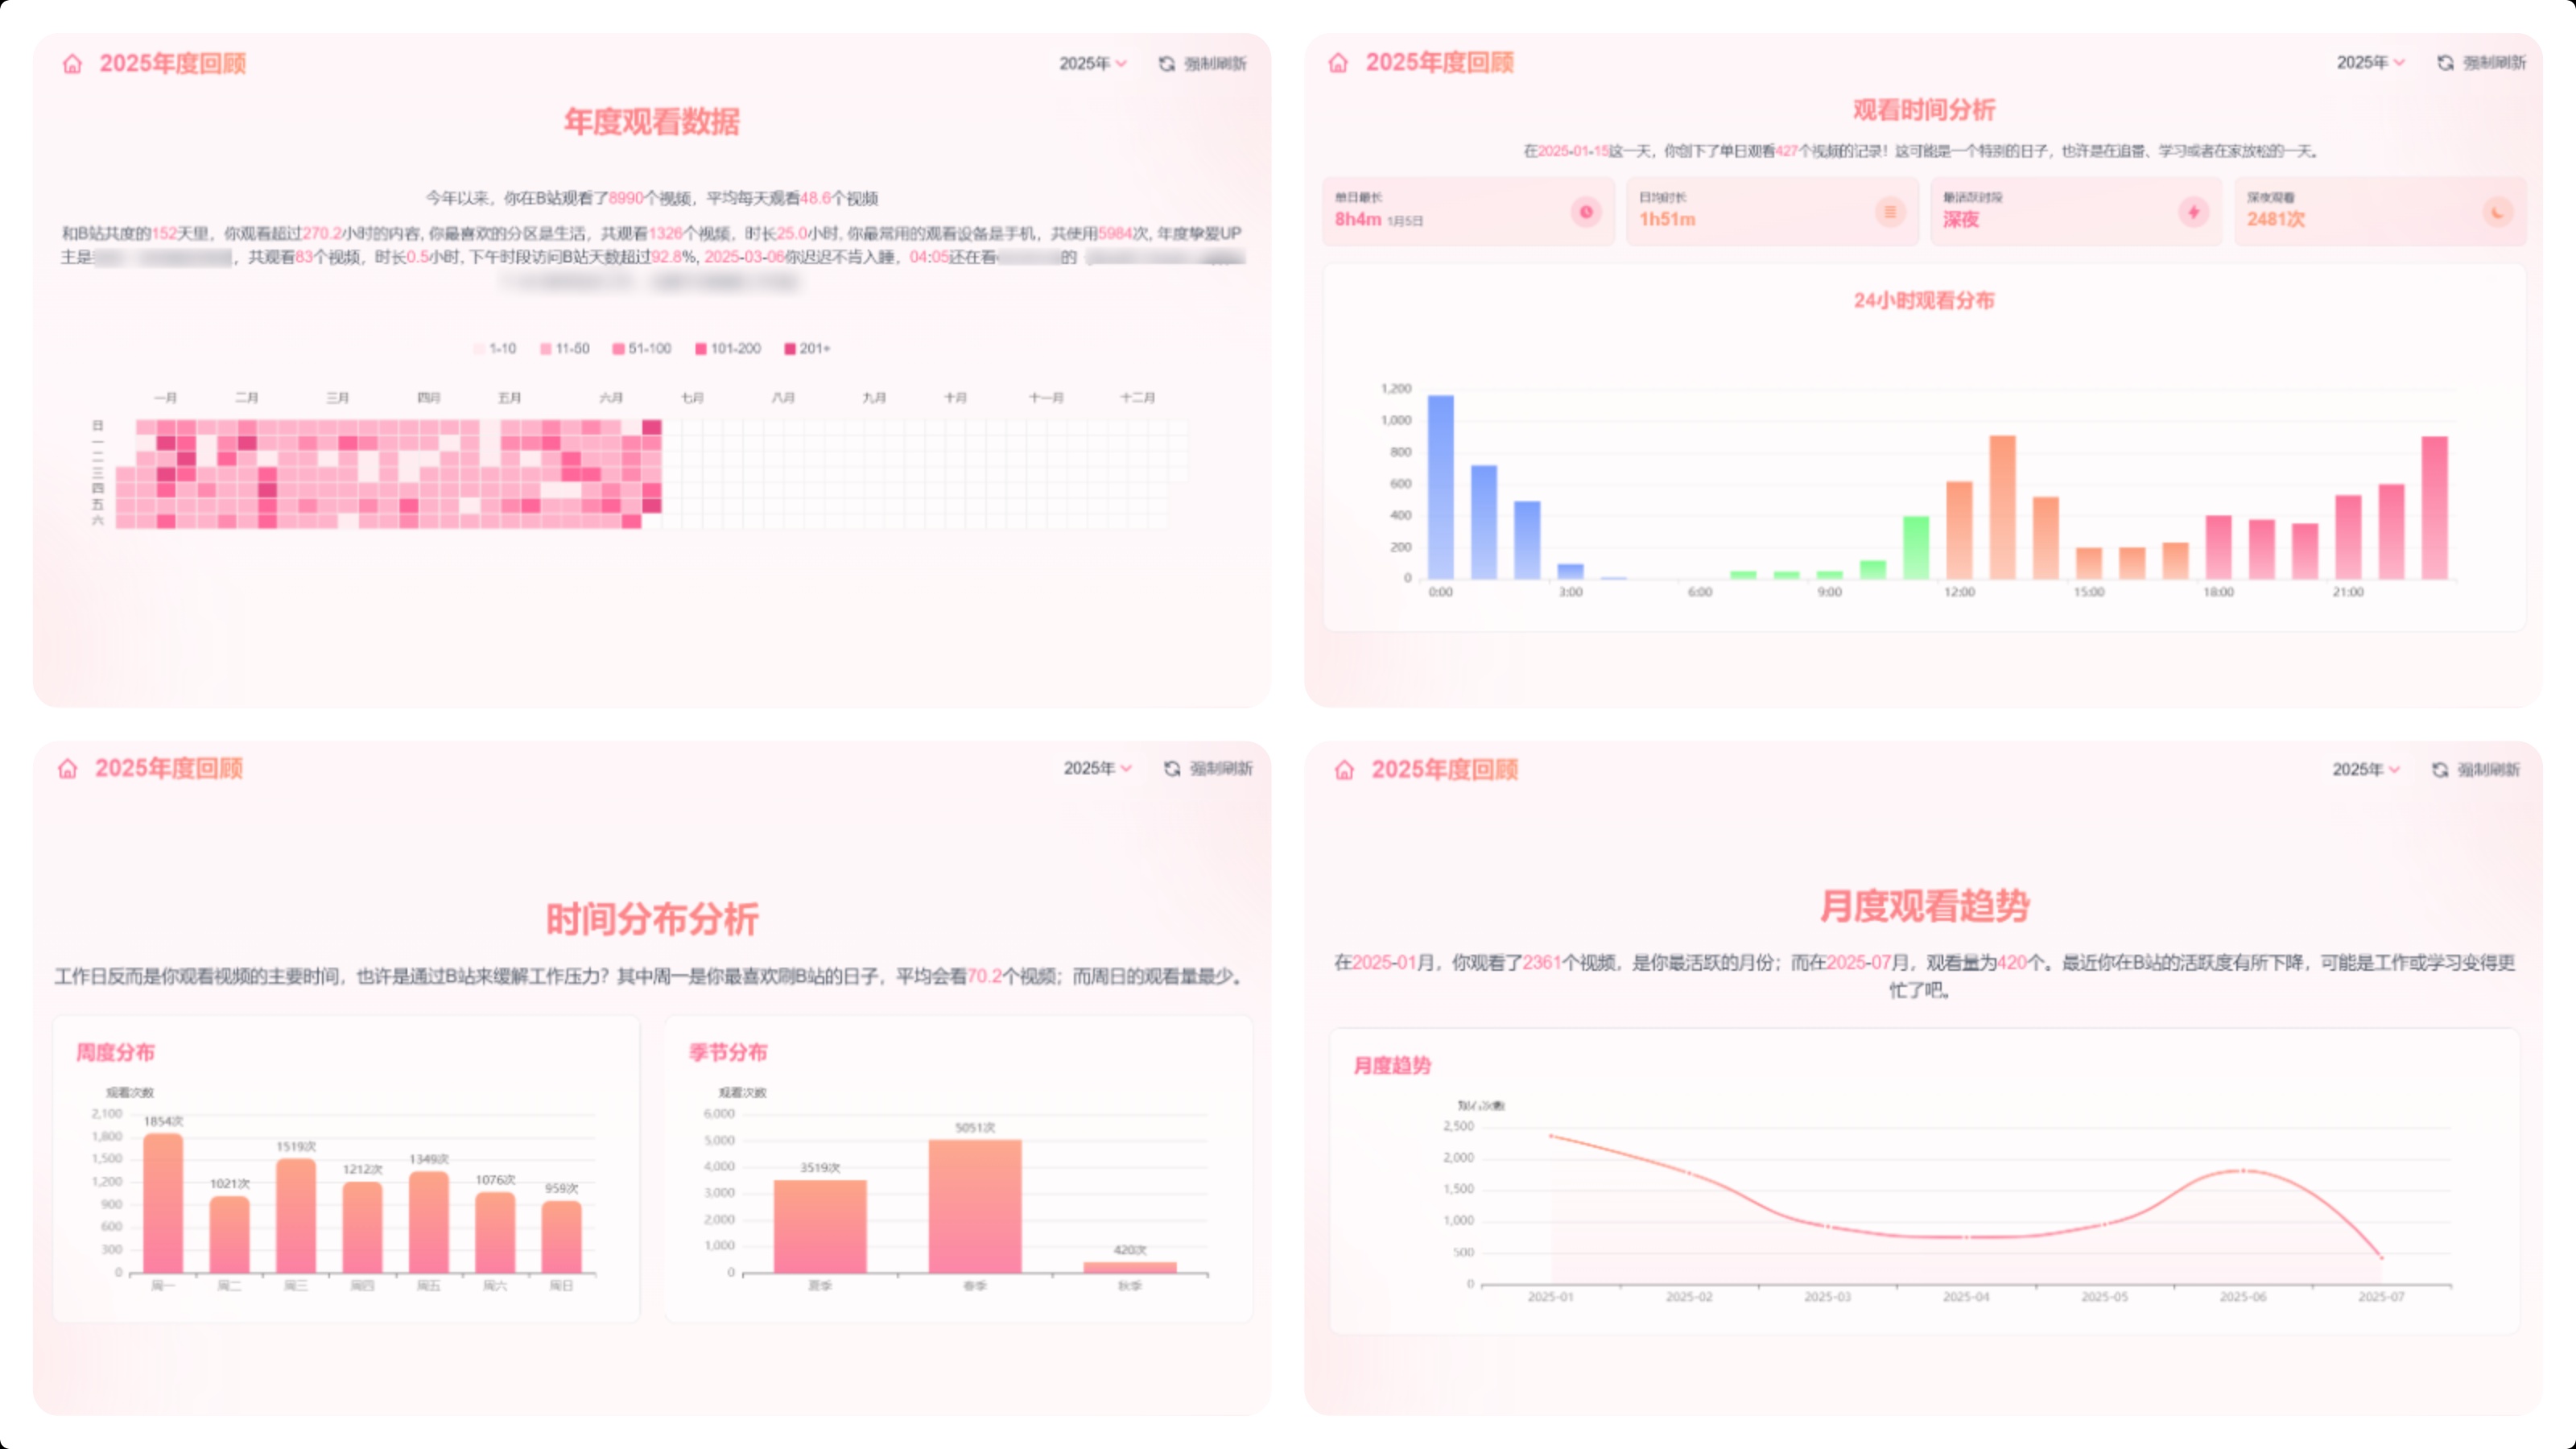 2025年度回顾
2025年
强制刷新
年度观看数据
今年以来，你在B站观看了8990个视频，平均每天观看48.6个视频
和B站共度的152天里，你观看超过270.2小时的内容, 你最喜欢的分区是生活，共观看1326个视频，时长25.0小时, 你最常用的观看设备是手机，共使用5984次, 年度挚爱UP
主是
，共观看83个视频，时长0.5小时, 下午时段访问B站天数超过92.8%, 2025-03-06你迟迟不肯入睡，04:05还在看
的
1-10 11-50 51-100 101-200 201+
一月 二月 三月 四月 五月 六月 七月 八月 九月 十月 十一月 十二月
日
一
二
三
四
五
六
2025年度回顾
2025年
强制刷新
观看时间分析
在2025-01-15这一天，你创下了单日观看427个视频的记录！这可能是一个特别的日子，也许是在追番、学习或者在家放松的一天。
单日最长
8h4m 1月5日
日均时长
1h51m
最活跃时段
深夜
深夜观看
2481次
24小时观看分布
1,200
1,000
800
600
400
200
0
0:00 3:00 6:00 9:00 12:00 15:00 18:00 21:00
2025年度回顾
2025年
强制刷新
时间分布分析
工作日反而是你观看视频的主要时间，也许是通过B站来缓解工作压力？其中周一是你最喜欢刷B站的日子，平均会看70.2个视频；而周日的观看量最少。
周度分布
观看次数
2,100
1,800
1,500
1,200
900
600
300
0
1854次 1021次 1519次 1212次 1349次 1076次 959次
周一 周二 周三 周四 周五 周六 周日
季节分布
观看次数
6,000
5,000
4,000
3,000
2,000
1,000
0
3519次 5051次 420次
夏季 春季 秋季
2025年度回顾
2025年
强制刷新
月度观看趋势
在2025-01月，你观看了2361个视频，是你最活跃的月份；而在2025-07月，观看量为420个。最近你在B站的活跃度有所下降，可能是工作或学习变得更
忙了吧。
月度趋势
2,500
2,000
1,500
1,000
500
0
2025-01 2025-02 2025-03 2025-04 2025-05 2025-06 2025-07